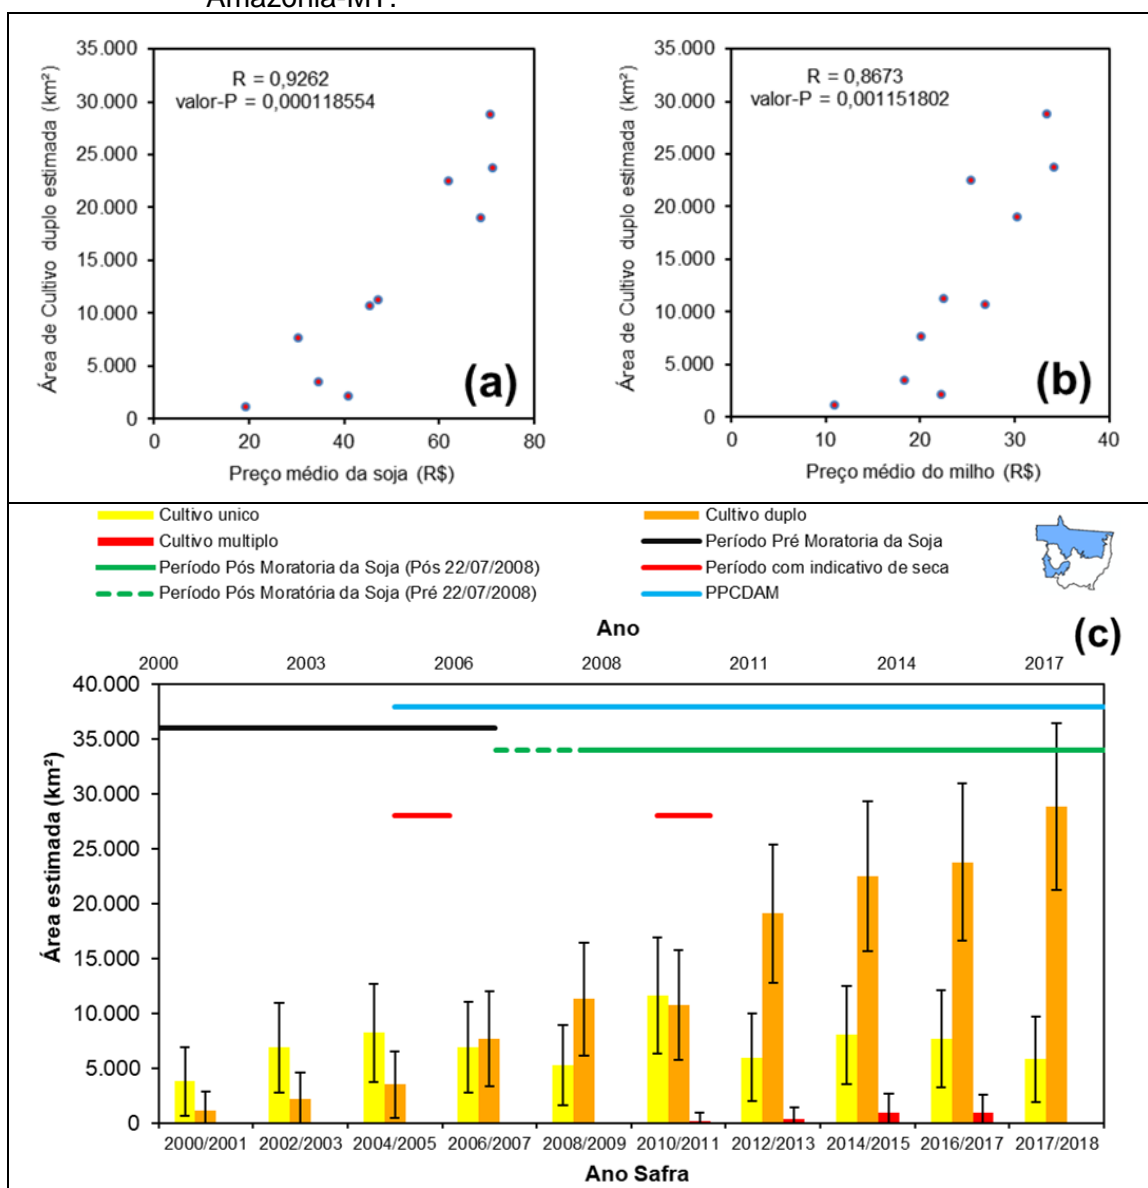 Amazônia-MT.
35.000
30.000
25.000
20.000
15.000
10.000
5.000
0
Área de Cultivo duplo estimada (km²)
R = 0,9262
valor-P = 0,000118554
(a)
0 20 40 60 80
Preço médio da soja (R$)
35.000
30.000
25.000
20.000
15.000
10.000
5.000
0
Área de Cultivo duplo estimada (km²)
R = 0,8673
valor-P = 0,001151802
(b)
0 10 20 30 40
Preço médio do milho (R$)
Cultivo unico
Cultivo duplo
Cultivo multiplo
Período Pré Moratoria da Soja
Período Pós Moratoria da Soja (Pós 22/07/2008)
Período com indicativo de seca
Período Pós Moratória da Soja (Pré 22/07/2008)
PPCDAM
(c)
Ano
2000 2003 2006 2008 2011 2014 2017
40.000
35.000
30.000
25.000
20.000
15.000
10.000
5.000
0
Área estimada (km²)
2000/2001 2002/2003 2004/2005 2006/2007 2008/2009 2010/2011 2012/2013 2014/2015 2016/2017 2017/2018
Ano Safra